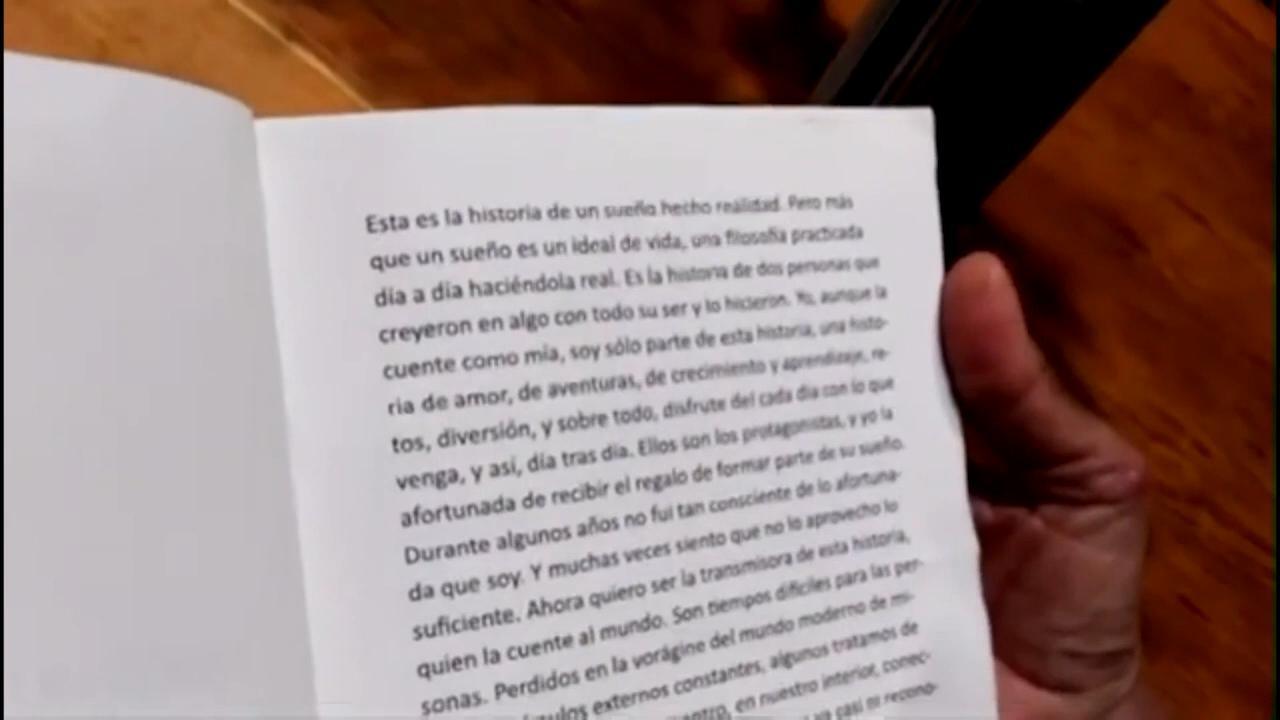 Esta es la historia de un sueño hecho realidad. Pero más
que un sueño es un ideal de vida, una filosofía practicada
día a día haciéndola real. Es la historia de dos personas que
creyeron en algo con todo su ser y lo hicieron. Yo, aunque la
cuente como mía, soy sólo parte de esta historia, una histo-
ria de amor, de aventuras, de crecimiento y aprendizaje, re-
tos, diversión, y sobre todo, disfrute del cada día con lo que
venga, y así, día tras día. Ellos son los protagonistas, y yo la
afortunada de recibir el regalo de formar parte de su sueño.
Durante algunos años no fui tan consciente de lo afortuna-
da que soy. Y muchas veces siento que no lo aprovecho lo
suficiente. Ahora quiero ser la transmisora de esta historia,
quien la cuente al mundo. Son tiempos difíciles para las per-
sonas. Perdidos en la vorágine del mundo moderno de mi-
externos constantes, algunos tratamos de
en nuestro interior, conec-
casi ni recono-